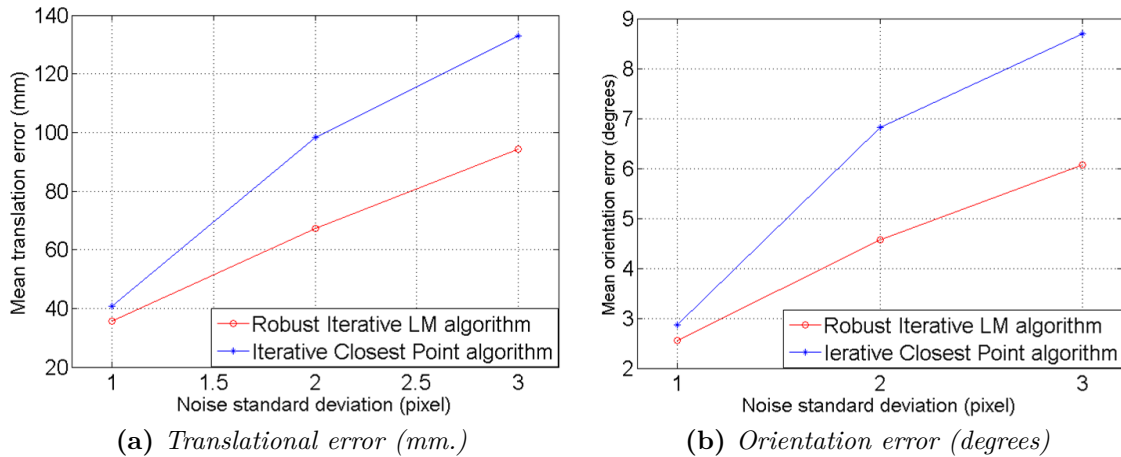 140
120
100
80
60
40
20
Mean translation error (mm)
1
1.5
2
2.5
3
Noise standard deviation (pixel)
Robust Iterative LM algorithm
Iterative Closest Point algorithm
(a) Translational error (mm.)
9
8
7
6
5
4
3
2
Mean orientation error (degrees)
1
2
3
Noise standard deviation (pixel)
Robust Iterative LM algorithm
Ierative Closest Point algorithm
(b) Orientation error (degrees)